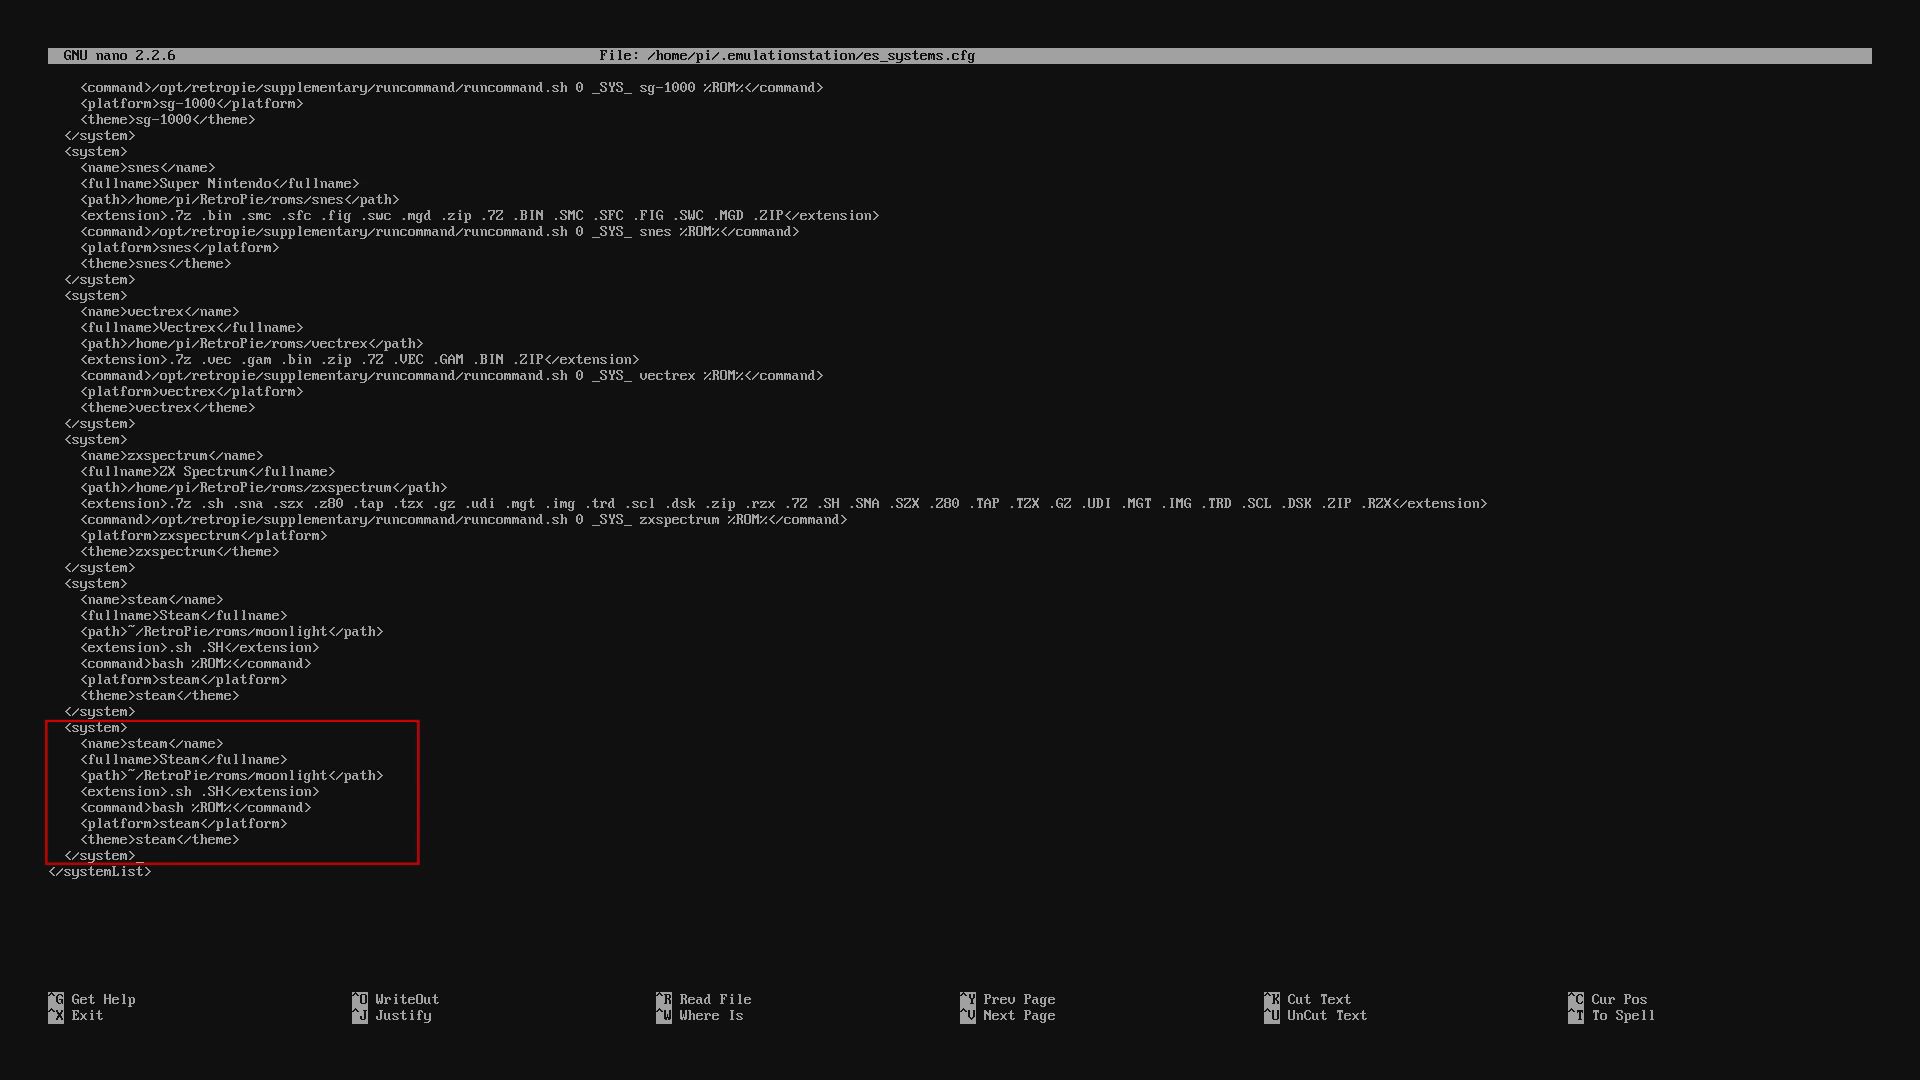 GNU nano 2.2.6 File: /home/pi/.emulationstation/es_systems.cfg
<command>/opt/retropie/supplementary/runcommand/runcommand.sh 0 _SYS_ sg-1000 %ROM%</command>
<platform>sg-1000</platform>
<theme>sg-1000</theme>
</system>
<system>
<name>snes</name>
<fullname>Super Nintendo</fullname>
<path>/home/pi/RetroPie/roms/snes</path>
<extension>.7z .bin .smc .sfc .fig .swc .mgd .zip .7Z .BIN .SMC .SFC .FIG .SWC .MGD .ZIP</extension>
<command>/opt/retropie/supplementary/runcommand/runcommand.sh 0 _SYS_ snes %ROM%</command>
<platform>snes</platform>
<theme>snes</theme>
</system>
<system>
<name>vectrex</name>
<fullname>Vectrex</fullname>
<path>/home/pi/RetroPie/roms/vectrex</path>
<extension>.7z .vec .gam .bin .zip .7Z .VEC .GAM .BIN .ZIP</extension>
<command>/opt/retropie/supplementary/runcommand/runcommand.sh 0 _SYS_ vectrex %ROM%</command>
<platform>vectrex</platform>
<theme>vectrex</theme>
</system>
<system>
<name>zxspectrum</name>
<fullname>ZX Spectrum</fullname>
<path>/home/pi/RetroPie/roms/zxspectrum</path>
<extension>.7z .sh .sna .szx .z80 .tap .tzx .gz .udi .mgt .img .trd .scl .dsk .zip .rzx .7Z .SH .SNA .SZX .Z80 .TAP .TZX .GZ .UDI .MGT .IMG .TRD .SCL .DSK .ZIP .RZX</extension>
<command>/opt/retropie/supplementary/runcommand/runcommand.sh 0 _SYS_ zxspectrum %ROM%</command>
<platform>zxspectrum</platform>
<theme>zxspectrum</theme>
</system>
<system>
<name>steam</name>
<fullname>Steam</fullname>
<path>~/RetroPie/roms/moonlight</path>
<extension>.sh .SH</extension>
<command>bash %ROM%</command>
<platform>steam</platform>
<theme>steam</theme>
</system>
<system>
<name>steam</name>
<fullname>Steam</fullname>
<path>~/RetroPie/roms/moonlight</path>
<extension>.sh .SH</extension>
<command>bash %ROM%</command>
<platform>steam</platform>
<theme>steam</theme>
</system>_
</systemList>
^G Get Help ^O WriteOut ^R Read File ^Y Prev Page ^K Cut Text ^C Cur Pos
^X Exit ^J Justify ^W Where Is ^V Next Page ^U UnCut Text ^T To Spell